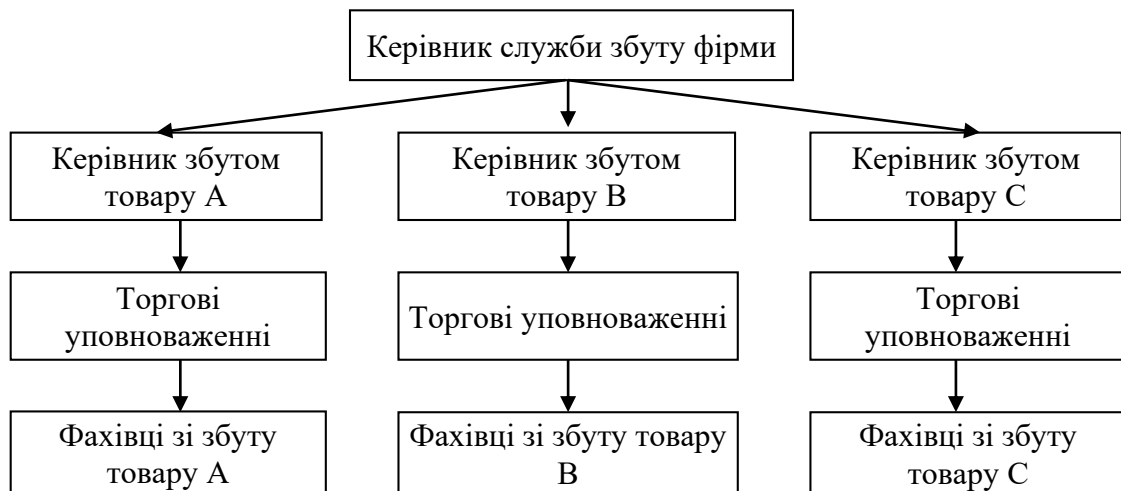 Керівник служби збуту фірми
Керівник збутом
товару А
Керівник збутом
товару В
Керівник збутом
товару С
Торгові
уповноваженні
Торгові уповноваженні
Торгові
уповноваженні
Фахівці зі збуту
товару А
Фахівці зі збуту товару
В
Фахівці зі збуту
товару С